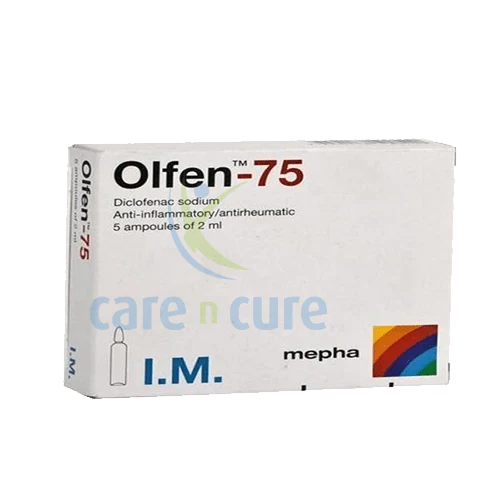 Olfen™-75
Diclofenac sodium
Anti-inflammatory/antirheumatic
5 ampoules of 2 ml
care n cure
I.M.
mepha
Olfen-75
5 ampoules of 2 ml
I.M.